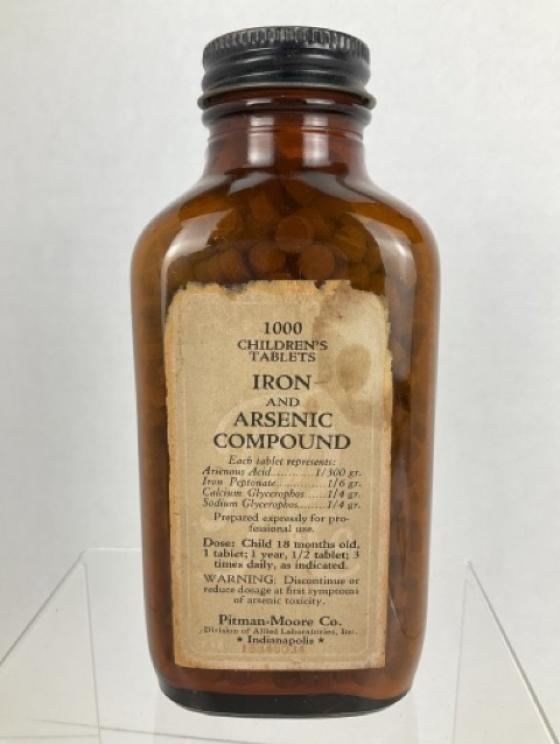 1000
CHILDREN'S
TABLETS
IRON
AND
ARSENIC
COMPOUND
Each tablet represents:
Arsenous Acid..........1/300 gr.
Iron Peptonate..............1/6 gr.
Calcium Glycerophos......1/4 gr.
Sodium Glycerophos......1/4 gr.
Prepared expressly for pro-
fessional use.
Dose: Child 18 months old,
1 tablet; 1 year, 1/2 tablet; 3
times daily, as indicated.
WARNING: Discontinue or
reduce dosage at first symptoms
of arsenic toxicity.
Pitman-Moore Co.
Division of Allied Laboratories, Inc.
★ Indianapolis ★